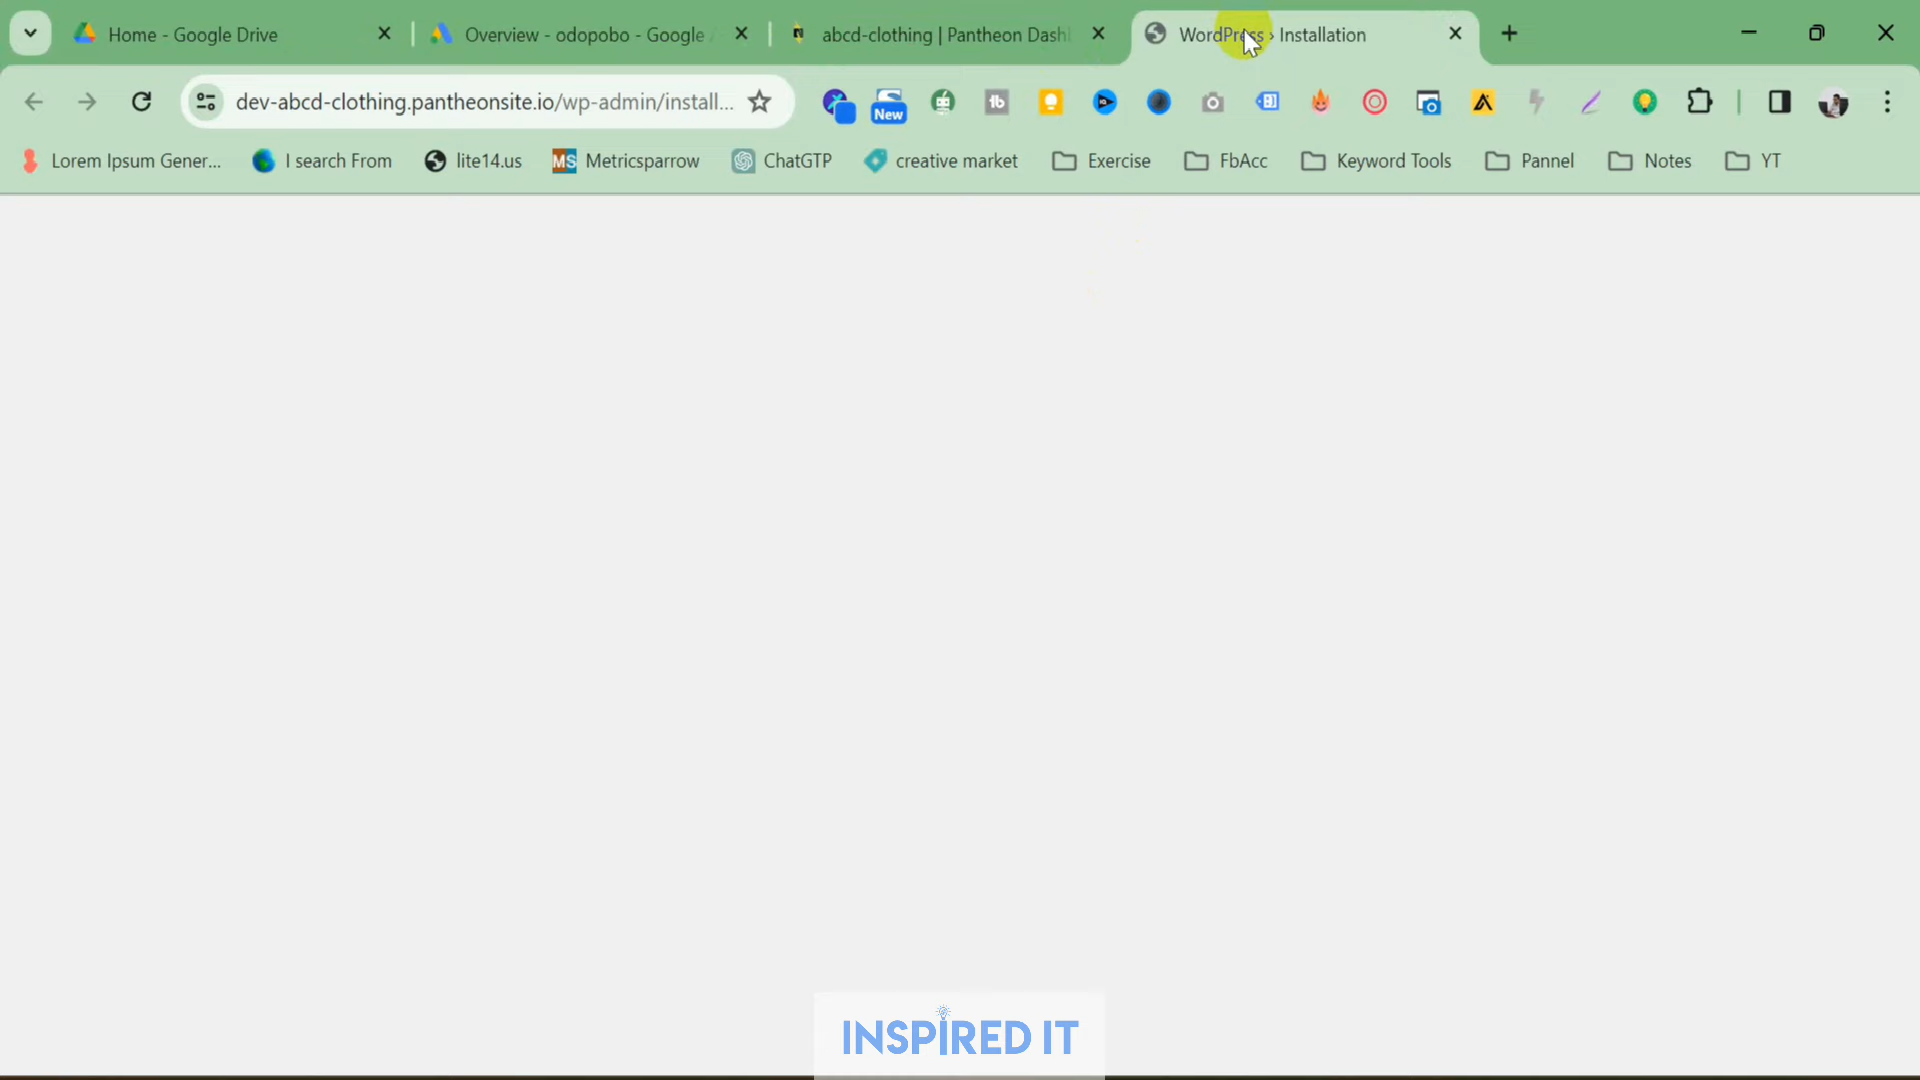 Home - Google Drive
Overview - odopobo - Google
abcd-clothing | Pantheon Dash
WordPress › Installation
dev-abcd-clothing.pantheonsite.io/wp-admin/install...
New
Lorem Ipsum Gener...
I search From
lite14.us
MS Metricsparrow
ChatGTP
creative market
Exercise
FbAcc
Keyword Tools
Pannel
Notes
YT
INSPIRED IT